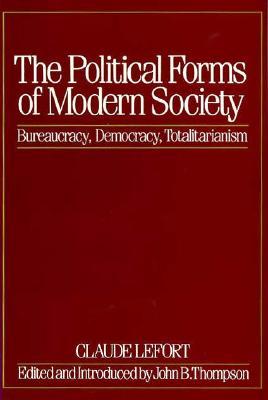 The Political Forms
of Modern Society
Bureaucracy, Democracy, Totalitarianism
CLAUDE LEFORT
Edited and Introduced by John B. Thompson